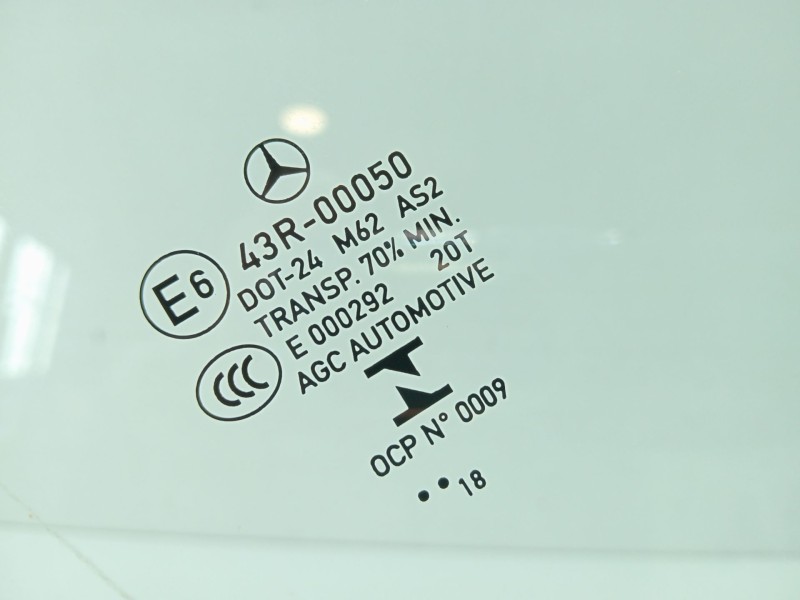 43R-00050
E6
DOT-24 M62 AS2
TRANSP. 70% MIN.
E 000292 20T
CCC
AGC AUTOMOTIVE
OCP N° 0009
•• 18